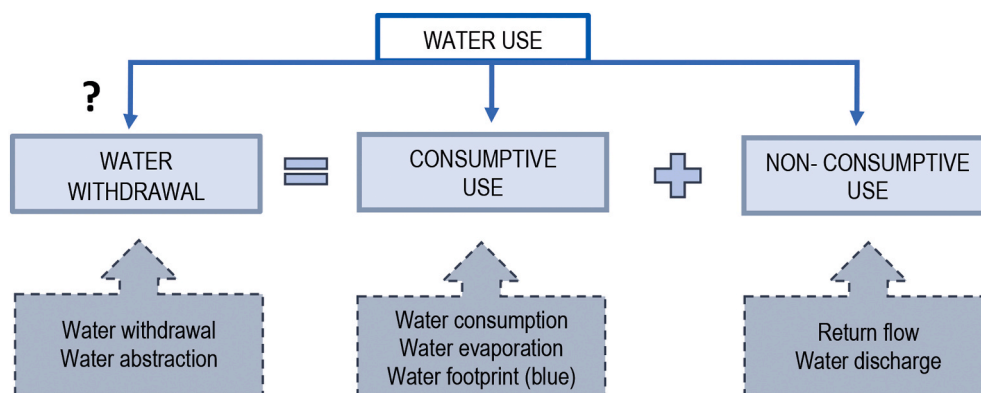 WATER USE
?
WATER
WITHDRAWAL
=
CONSUMPTIVE
USE
+
NON- CONSUMPTIVE
USE
Water withdrawal
Water abstraction
Water consumption
Water evaporation
Water footprint (blue)
Return flow
Water discharge